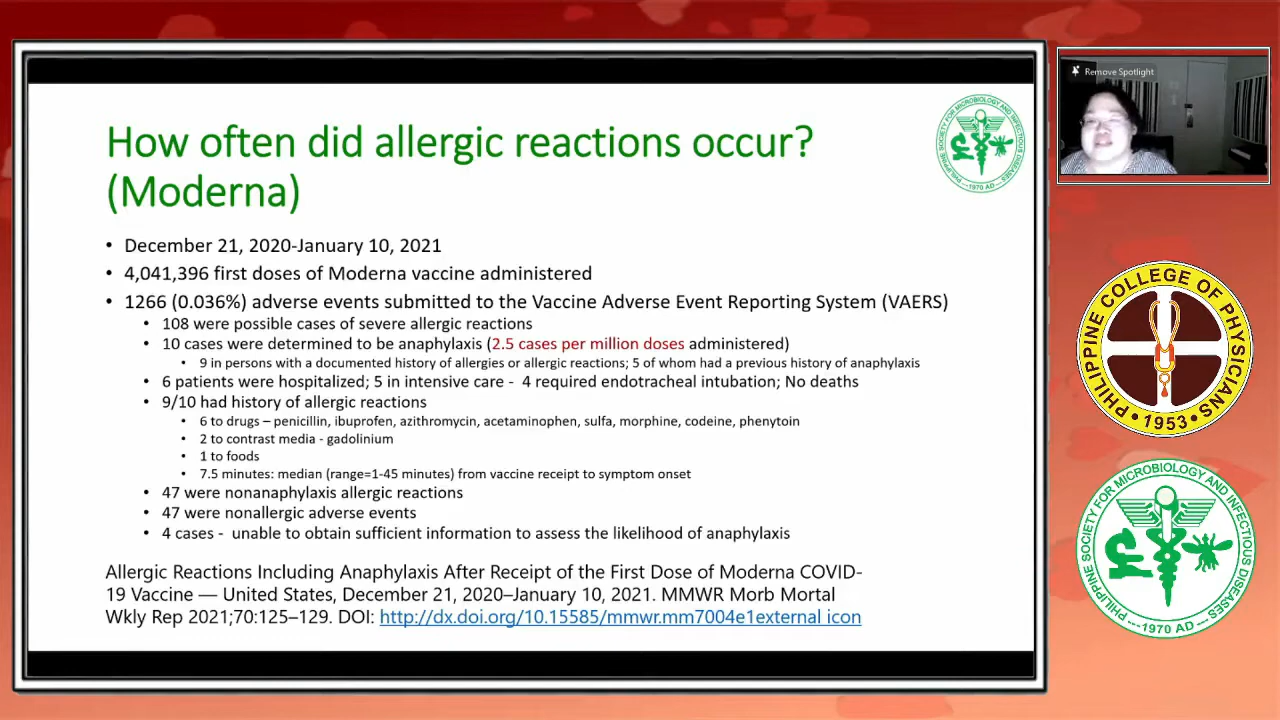 How often did allergic reactions occur?
(Moderna)
• December 21, 2020-January 10, 2021
• 4,041,396 first doses of Moderna vaccine administered
• 1266 (0.036%) adverse events submitted to the Vaccine Adverse Event Reporting System (VAERS)
• 108 were possible cases of severe allergic reactions
• 10 cases were determined to be anaphylaxis (2.5 cases per million doses administered)
• 9 in persons with a documented history of allergies or allergic reactions; 5 of whom had a previous history of anaphylaxis
• 6 patients were hospitalized; 5 in intensive care - 4 required endotracheal intubation; No deaths
• 9/10 had history of allergic reactions
• 6 to drugs – penicillin, ibuprofen, azithromycin, acetaminophen, sulfa, morphine, codeine, phenytoin
• 2 to contrast media - gadolinium
• 1 to foods
• 7.5 minutes: median (range=1-45 minutes) from vaccine receipt to symptom onset
• 47 were nonanaphylaxis allergic reactions
• 47 were nonallergic adverse events
• 4 cases - unable to obtain sufficient information to assess the likelihood of anaphylaxis
Allergic Reactions Including Anaphylaxis After Receipt of the First Dose of Moderna COVID-
19 Vaccine — United States, December 21, 2020–January 10, 2021. MMWR Morb Mortal
Wkly Rep 2021;70:125–129. DOI: http://dx.doi.org/10.15585/mmwr.mm7004e1external icon
PHILIPPINE SOCIETY FOR MICROBIOLOGY AND INFECTIOUS DISEASES
1970 AD
Remove Spotlight
PHILIPPINE COLLEGE OF PHYSICIANS
• 1953 •
PHILIPPINE SOCIETY FOR MICROBIOLOGY AND INFECTIOUS DISEASES
1970 AD